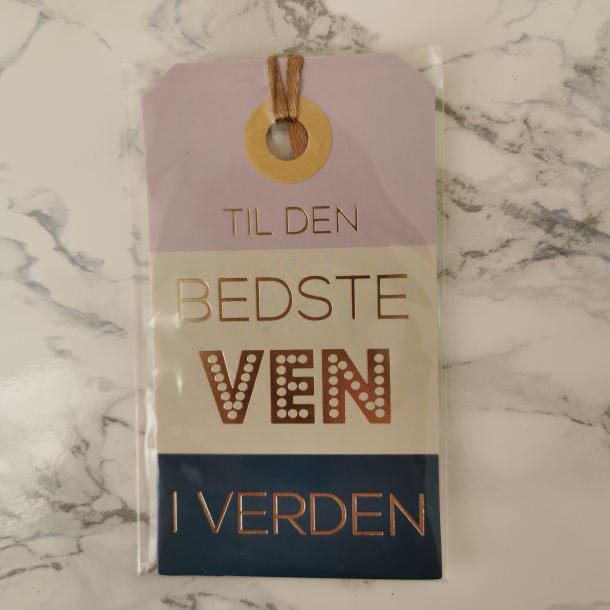 TIL DEN
BEDSTE
VEN
I VERDEN